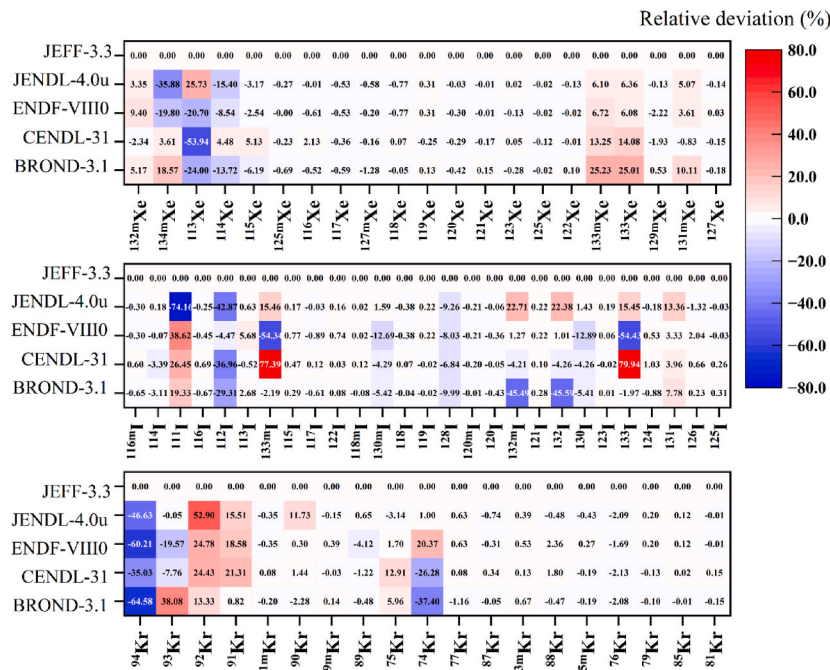 Relative deviation (%)
JEFF-3.3 0.00 0.00 0.00 0.00 0.00 0.00 0.00 0.00 0.00 0.00 0.00 0.00 0.00 0.00 0.00 0.00 0.00 0.00 0.00 0.00 0.00
JENDL-4.0u 3.35 -35.88 25.73 -15.40 -3.17 -0.27 -0.01 -0.53 -0.58 -0.77 0.31 -0.03 -0.01 0.02 -0.02 -0.13 6.10 6.36 -0.13 5.07 -0.14
ENDF-VIII0 9.40 -19.80 -20.70 -8.54 -2.54 -0.00 -0.61 -0.53 -0.20 -0.77 0.31 -0.30 0.01 0.23 -0.02 -0.13 6.72 6.08 -2.22 3.61 0.03
CENDL-31 -2.34 3.61 -53.94 4.48 5.13 -0.23 2.13 -0.36 -0.16 0.07 -0.25 -0.29 -0.17 0.05 -0.12 -0.01 13.25 14.08 -1.93 -0.83 -0.15
BROND-3.1 5.17 18.57 -24.00 -13.72 -6.19 -0.69 -0.52 -0.59 -1.28 -0.05 0.13 -0.42 0.15 -0.28 -0.02 0.10 25.23 25.01 0.53 10.11 -0.18
132mXe 134mXe 113Xe 114Xe 115Xe 125mXe 116Xe 117Xe 127mXe 118Xe 119Xe 120Xe 121Xe 123Xe 125Xe 122Xe 133mXe 133Xe 129mXe 131mXe 127Xe
JEFF-3.3 0.00 0.00 0.00 0.00 0.00 0.00 0.00 0.00 0.00 0.00 0.00 0.00 0.00 0.00 0.00 0.00 0.00 0.00 0.00 0.00 0.00 0.00 0.00 0.00 0.00 0.00 0.00
JENDL-4.0u -0.30 0.18 -74.16 -0.25 -42.87 0.63 15.46 0.17 -0.03 0.16 0.02 1.59 -0.38 0.22 -9.26 -0.21 -0.06 22.71 0.22 22.38 1.43 0.19 15.45 -0.18 13.36 -1.32 -0.03
ENDF-VIII0 -0.30 -0.07 38.62 -0.45 -4.47 5.68 -54.34 0.77 -0.89 0.74 0.02 -12.69 -0.38 0.22 -8.03 -0.21 -0.36 1.27 0.22 1.01 -12.89 0.06 -54.43 0.53 3.33 2.04 -0.03
CENDL-31 0.60 -3.39 26.45 0.69 -36.96 -0.52 77.39 0.47 0.12 0.03 0.12 -4.29 0.07 -0.02 -6.84 -0.20 0.04 -4.21 0.10 -4.26 -4.26 -0.02 79.94 1.03 3.96 0.66 0.26
BROND-3.1 -0.65 -3.11 19.33 -0.67 -29.31 2.68 -2.19 0.29 -0.61 0.08 -0.08 -5.42 -0.04 -0.02 -9.99 -0.01 -0.43 -45.49 0.28 -45.59 -5.41 0.01 -1.97 -0.88 7.78 0.23 0.31
116mI 114I 111I 116I 112I 113I 133mI 115I 117I 122I 118mI 130mI 118I 119I 128I 120mI 120I 132mI 121I 132I 130I 123I 133I 124I 131I 126I 125I
JEFF-3.3 0.00 0.00 0.00 0.00 0.00 0.00 0.00 0.00 0.00 0.00 0.00 0.00 0.00 0.00 0.00 0.00 0.00 0.00 0.00
JENDL-4.0u -46.63 -0.05 52.90 15.51 -0.35 11.73 -0.15 0.65 -3.14 1.00 0.63 -0.74 0.39 -0.48 -0.43 -2.09 0.20 0.12 -0.01
ENDF-VIII0 -60.21 -19.57 24.78 18.58 -0.35 0.30 0.39 -4.12 1.70 20.37 0.63 -0.31 0.53 2.36 0.27 -1.69 0.20 0.12 -0.01
CENDL-31 -35.03 -7.76 24.43 21.31 0.08 1.44 -0.03 -1.22 12.91 -26.28 0.08 0.34 0.13 1.80 -0.19 -2.13 -0.13 0.02 0.15
BROND-3.1 -64.58 38.08 13.33 0.82 -0.20 -2.28 0.14 -0.48 5.96 -37.40 -1.16 -0.05 0.67 -0.47 -0.19 -2.08 -0.10 -0.01 -0.15
94Kr 93Kr 92Kr 91Kr 1mKr 90Kr 9mKr 89Kr 75Kr 74Kr 77Kr 87Kr 2mKr 88Kr 5mKr 76Kr 79Kr 35Kr 31Kr
80.0
60.0
40.0
20.0
0.0
-20.0
-40.0
-60.0
-80.0